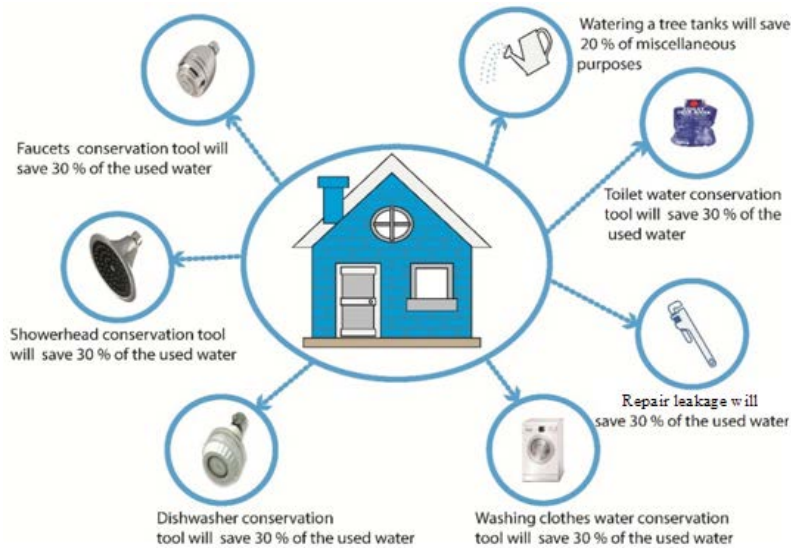 Watering a tree tanks will save
20 % of miscellaneous
purposes
Faucets conservation tool will
save 30 % of the used water
Toilet water conservation
tool will save 30 % of the
used water
Showerhead conservation tool
will save 30 % of the used water
Repair leakage will
save 30 % of the used water
Dishwasher conservation
tool will save 30 % of the used water
Washing clothes water conservation
tool will save 30 % of the used water